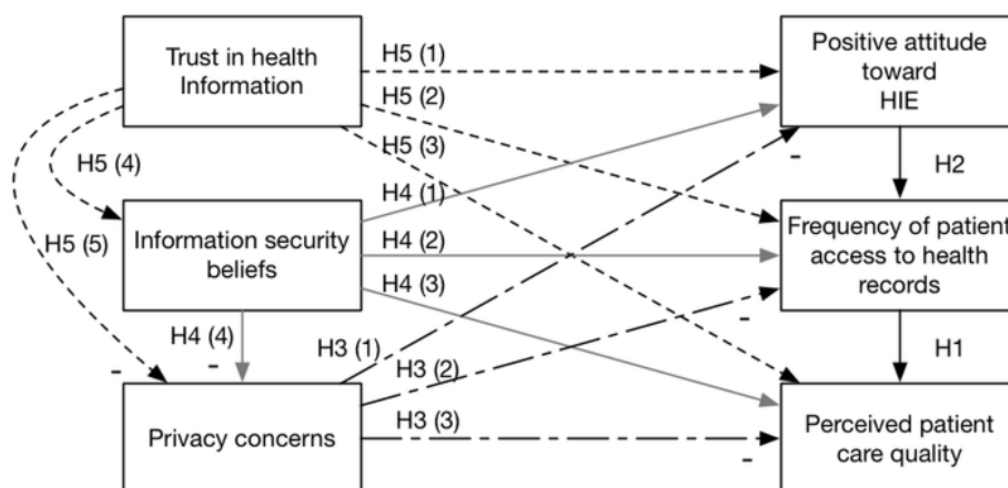 Trust in health
Information
H5 (1)
H5 (2)
H5 (3)
Positive attitude
toward
HIE
-
H5 (4)
H2
H5 (5)
Information security
beliefs
H4 (1)
H4 (2)
H4 (3)
Frequency of patient
access to health
records
-
H4 (4)
-
-
H3 (1)
H3 (2)
H3 (3)
H1
Privacy concerns
-
Perceived patient
care quality